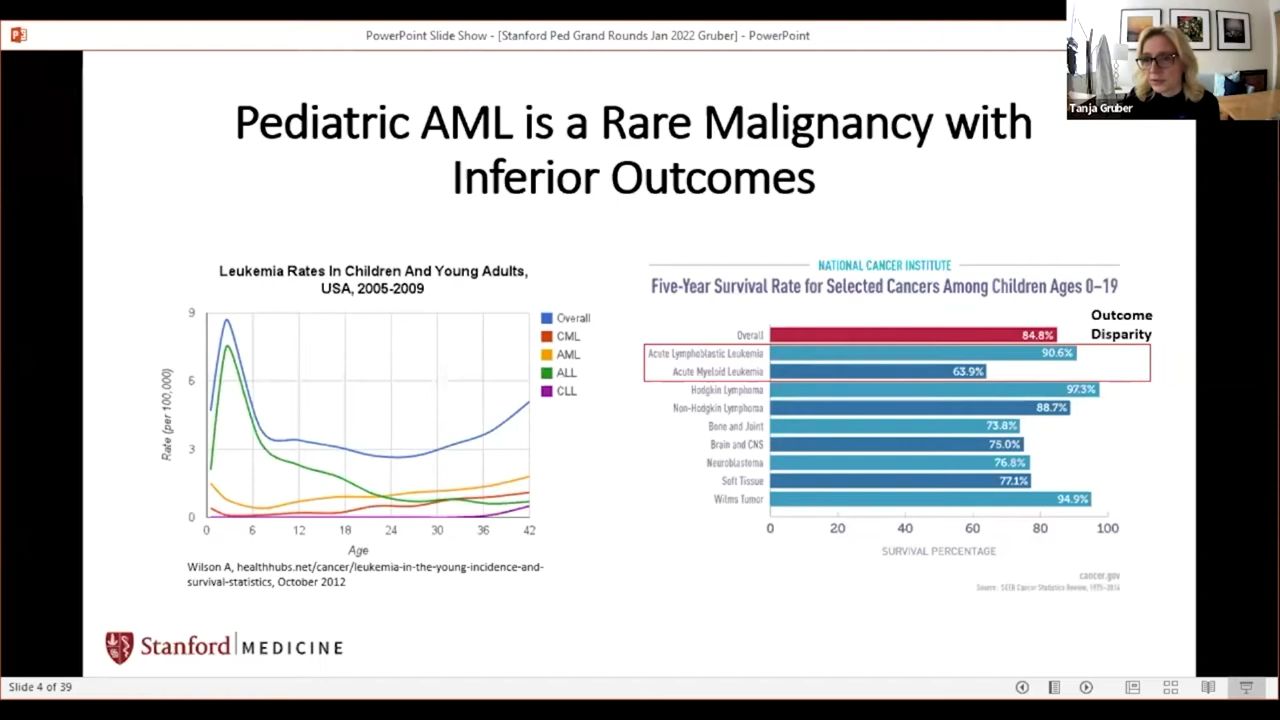 PowerPoint Slide Show - [Stanford Ped Grand Rounds Jan 2022 Gruber] - PowerPoint
Tanja Gruber
Pediatric AML is a Rare Malignancy with
Inferior Outcomes
Leukemia Rates In Children And Young Adults,
USA, 2005-2009
9
6
3
0
Rate (per 100,000)
0 6 12 18 24 30 36 42
Age
Overall
CML
AML
ALL
CLL
Wilson A, healthhubs.net/cancer/leukemia-in-the-young-incidence-and-
survival-statistics, October 2012
NATIONAL CANCER INSTITUTE
Five-Year Survival Rate for Selected Cancers Among Children Ages 0–19
Outcome
Disparity
Overall 84.8%
Acute Lymphoblastic Leukemia 90.6%
Acute Myeloid Leukemia 63.9%
Hodgkin Lymphoma 97.3%
Non-Hodgkin Lymphoma 88.7%
Bone and Joint 73.8%
Brain and CNS 75.0%
Neuroblastoma 76.8%
Soft Tissue 77.1%
Wilms Tumor 94.9%
0 20 40 60 80 100
SURVIVAL PERCENTAGE
cancer.gov
Source: SEER Cancer Statistics Review, 1975–2016
Stanford MEDICINE
Slide 4 of 39